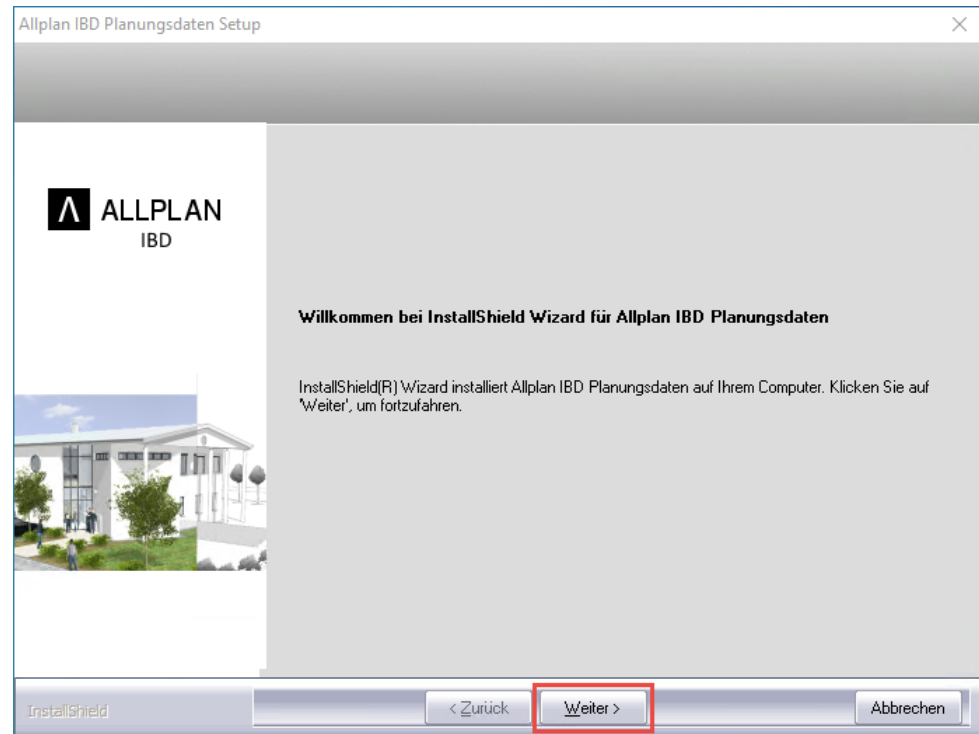 Allplan IBD Planungsdaten Setup
ALLPLAN
IBD
Willkommen bei InstallShield Wizard für Allplan IBD Planungsdaten
InstallShield(R) Wizard installiert Allplan IBD Planungsdaten auf Ihrem Computer. Klicken Sie auf
'Weiter', um fortzufahren.
InstallShield
< Zurück
Weiter >
Abbrechen